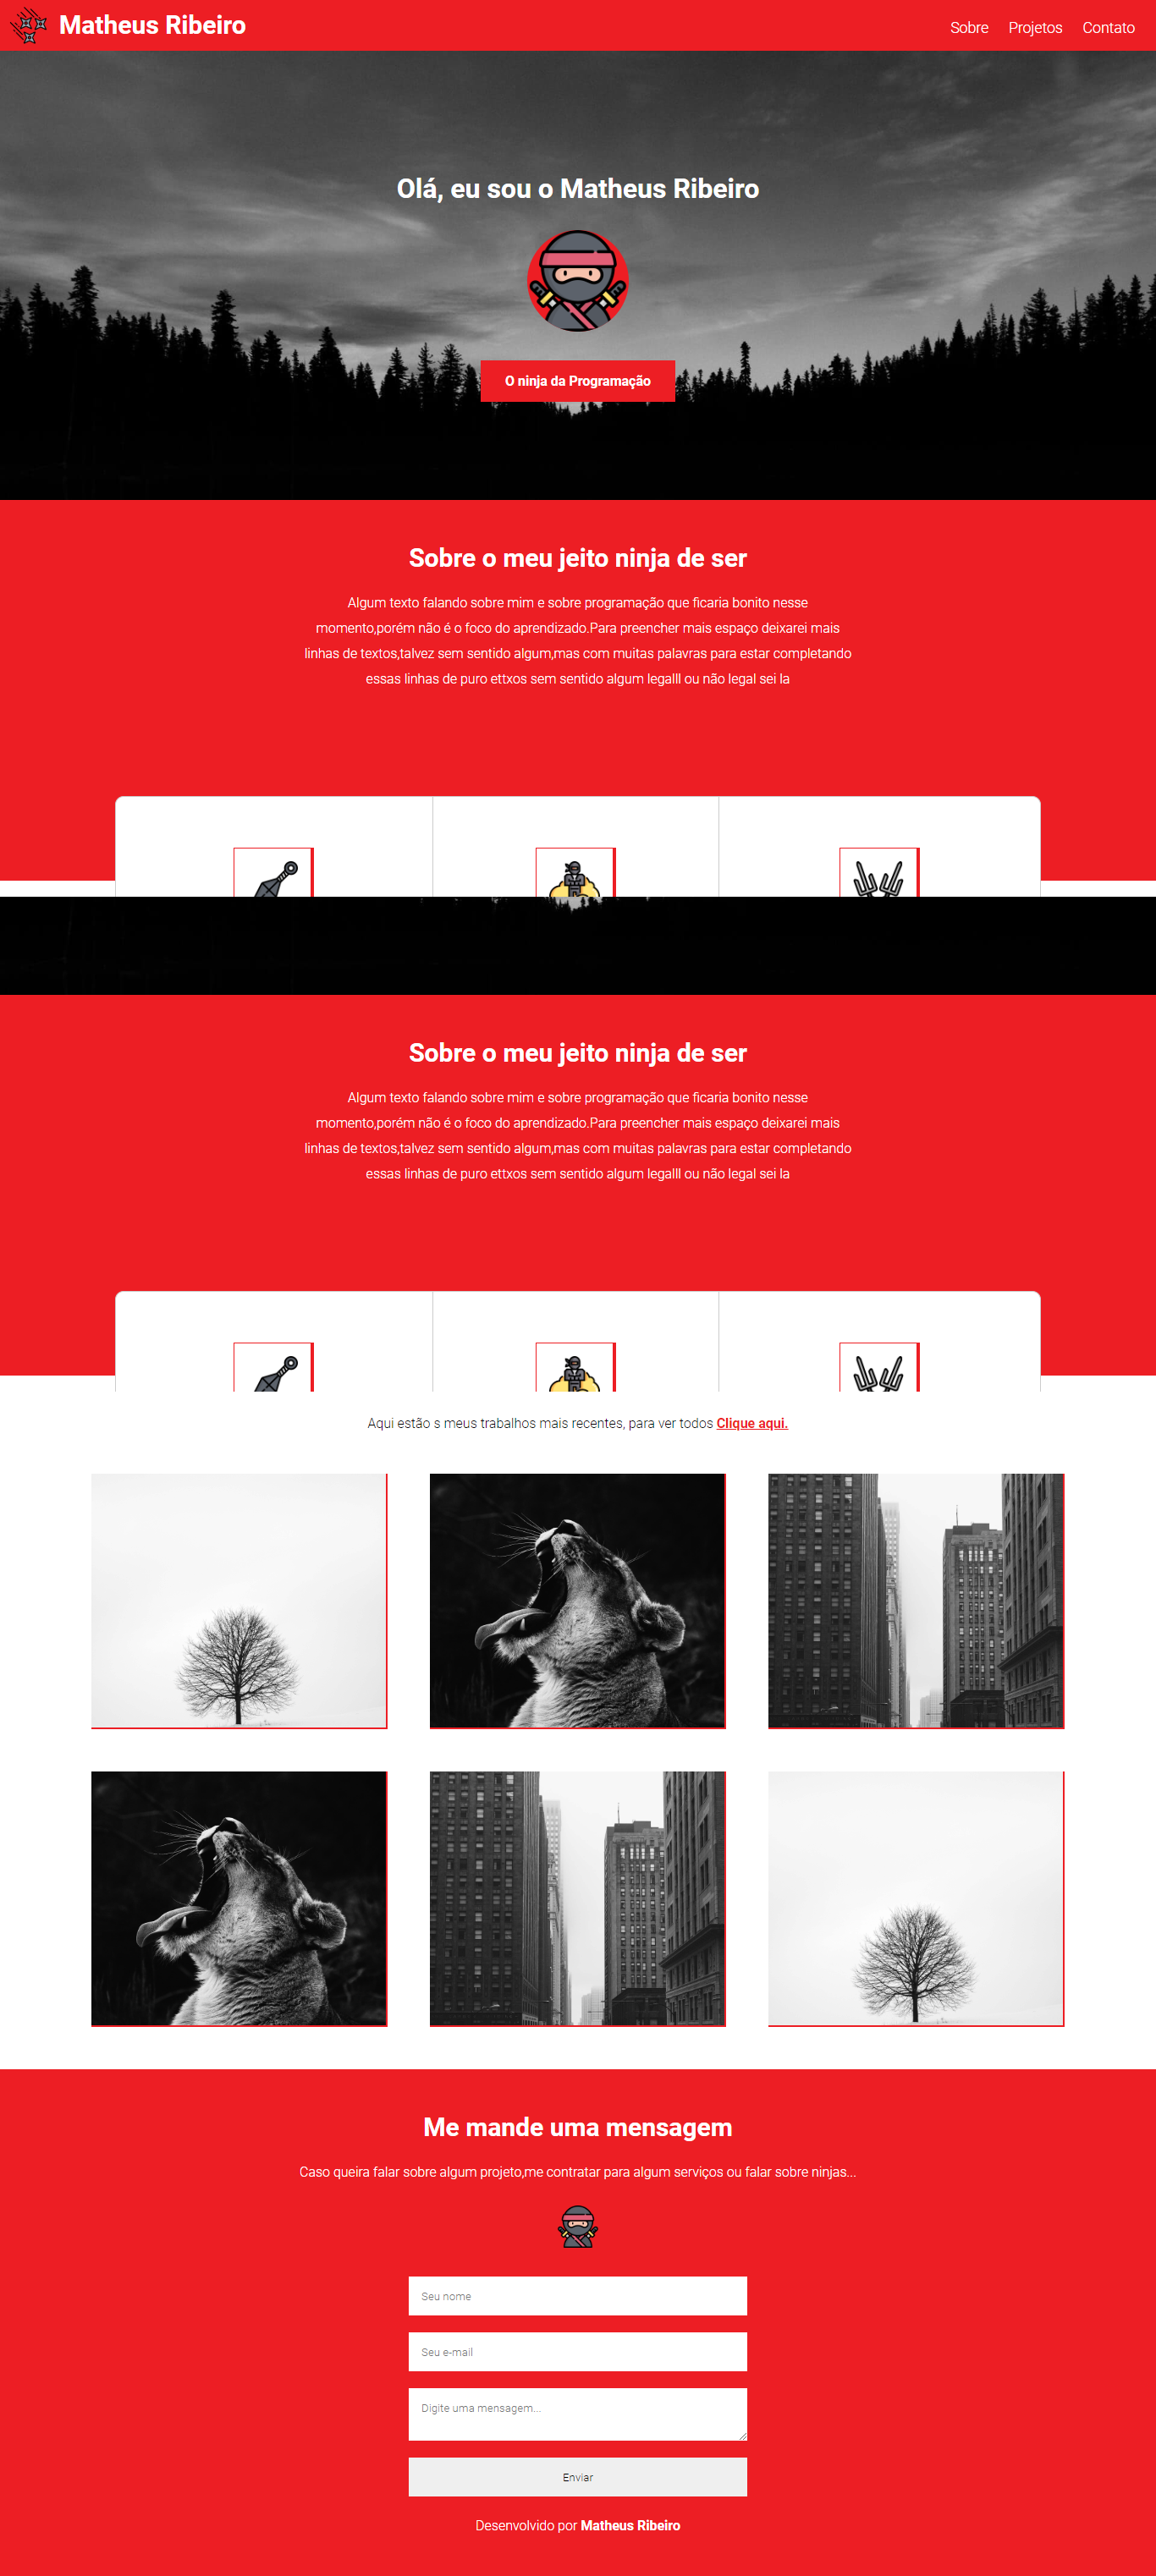 Matheus Ribeiro
Sobre Projetos Contato
Olá, eu sou o Matheus Ribeiro
O ninja da Programação
Sobre o meu jeito ninja de ser
Algum texto falando sobre mim e sobre programação que ficaria bonito nesse
momento,porém não é o foco do aprendizado.Para preencher mais espaço deixarei mais
linhas de textos,talvez sem sentido algum,mas com muitas palavras para estar completando
essas linhas de puro ettxos sem sentido algum legalll ou não legal sei la
Sobre o meu jeito ninja de ser
Algum texto falando sobre mim e sobre programação que ficaria bonito nesse
momento,porém não é o foco do aprendizado.Para preencher mais espaço deixarei mais
linhas de textos,talvez sem sentido algum,mas com muitas palavras para estar completando
essas linhas de puro ettxos sem sentido algum legalll ou não legal sei la
Aqui estão s meus trabalhos mais recentes, para ver todos Clique aqui.
Me mande uma mensagem
Caso queira falar sobre algum projeto,me contratar para algum serviços ou falar sobre ninjas...
Seu nome
Seu e-mail
Digite uma mensagem...
Enviar
Desenvolvido por Matheus Ribeiro